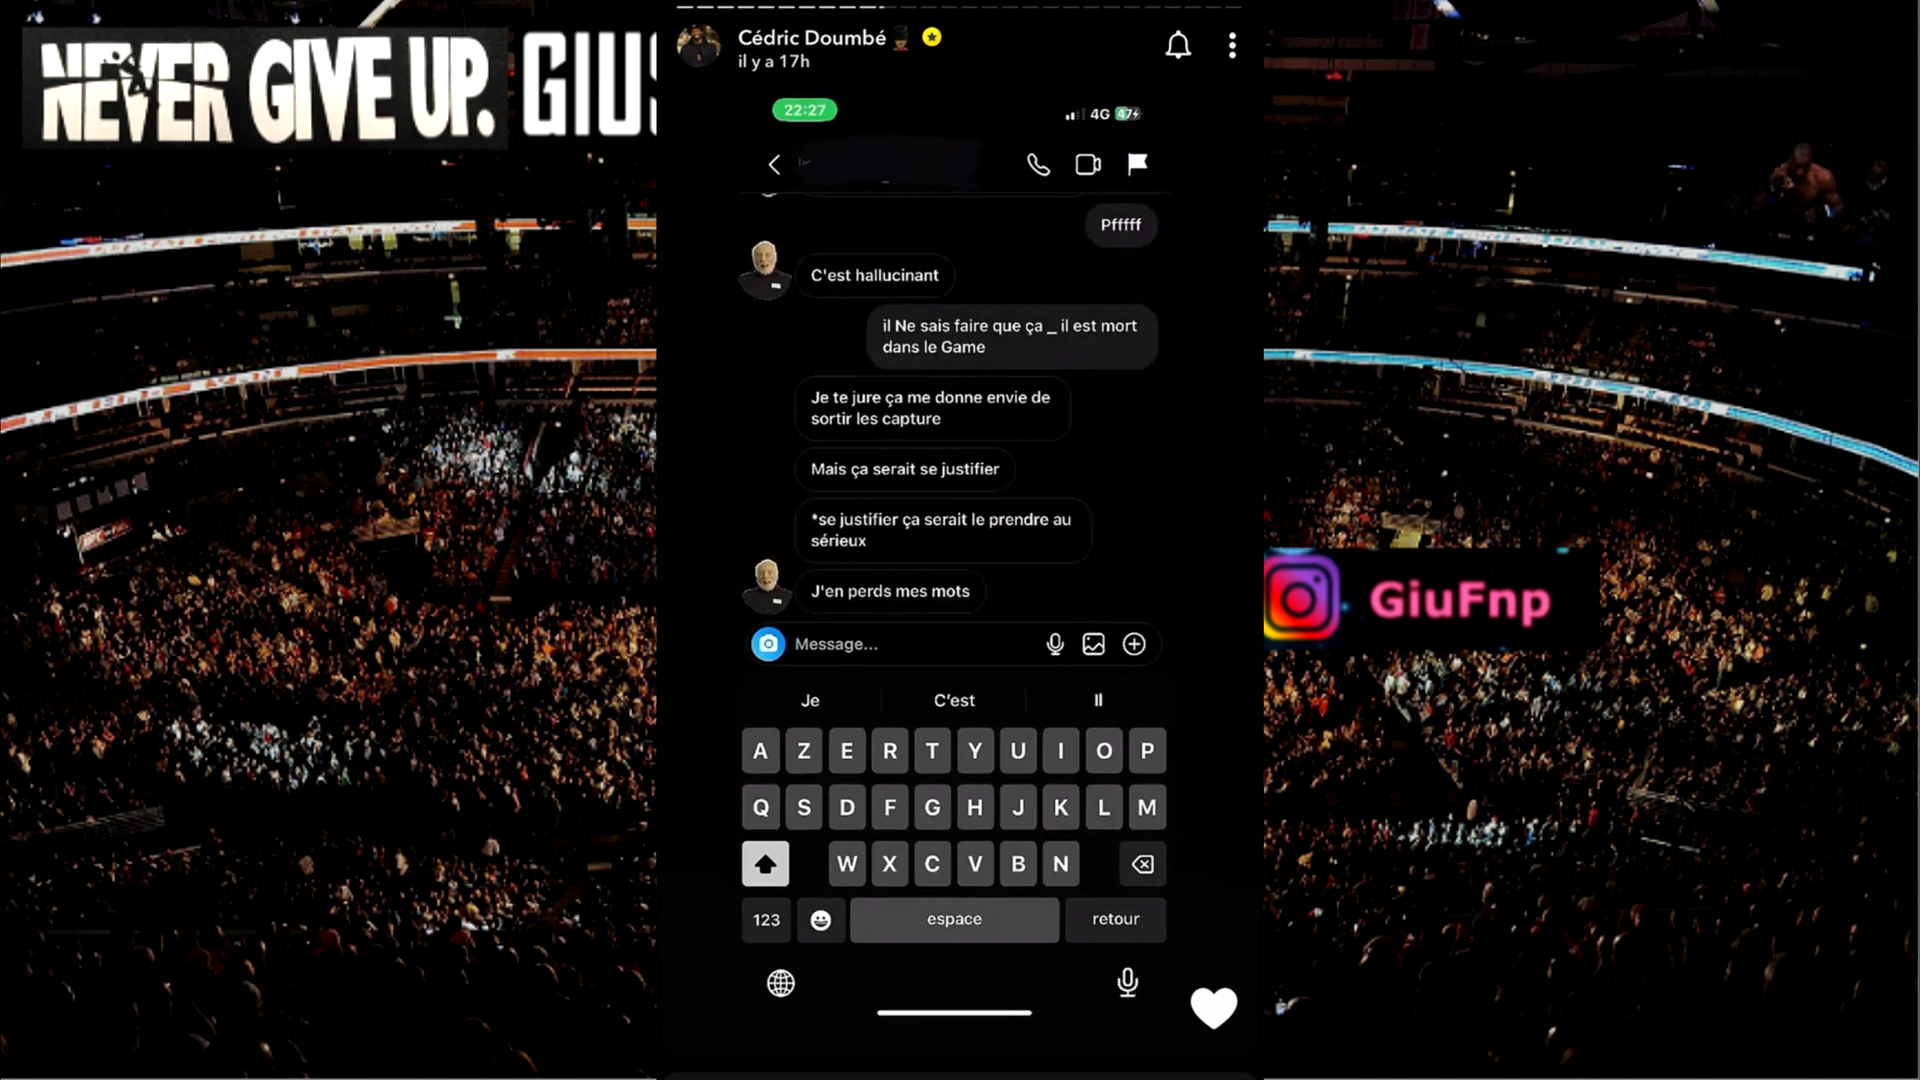 NEVER GIVE UP. GIUS
Cédric Doumbé
il y a 17h
22:27
4G 47
Pfffff
C'est hallucinant
il Ne sais faire que ça _ il est mort
dans le Game
Je te jure ça me donne envie de
sortir les capture
Mais ça serait se justifier
*se justifier ça serait le prendre au
sérieux
J'en perds mes mots
Message...
Je C'est Il
A Z E R T Y U I O P
Q S D F G H J K L M
W X C V B N
123 espace retour
GiuFnp